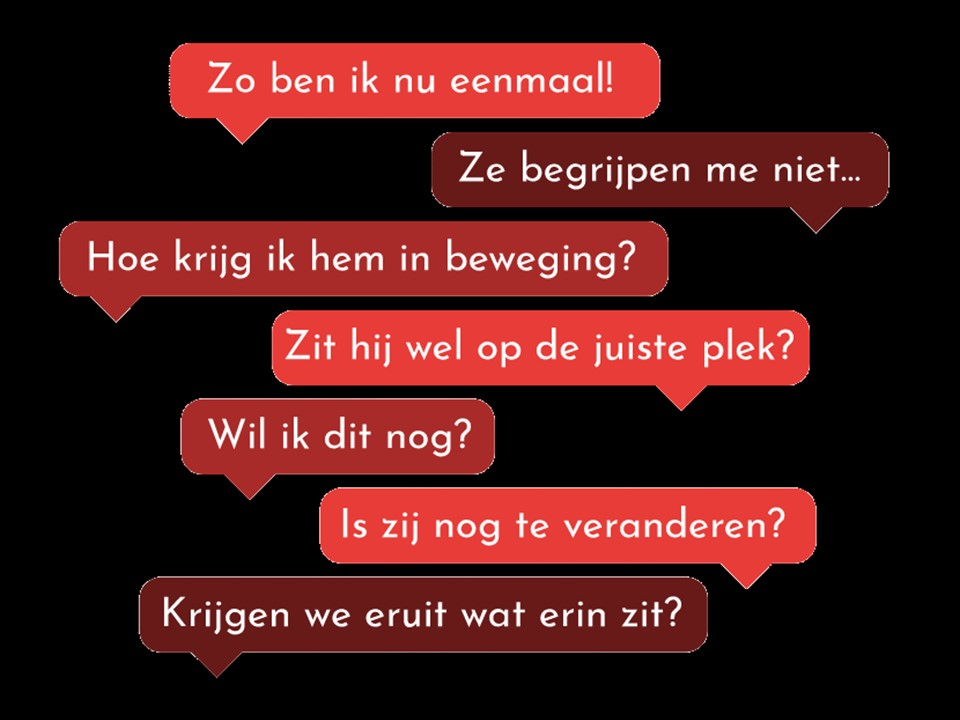 Zo ben ik nu eenmaal!
Ze begrijpen me niet...
Hoe krijg ik hem in beweging?
Zit hij wel op de juiste plek?
Wil ik dit nog?
Is zij nog te veranderen?
Krijgen we eruit wat erin zit?